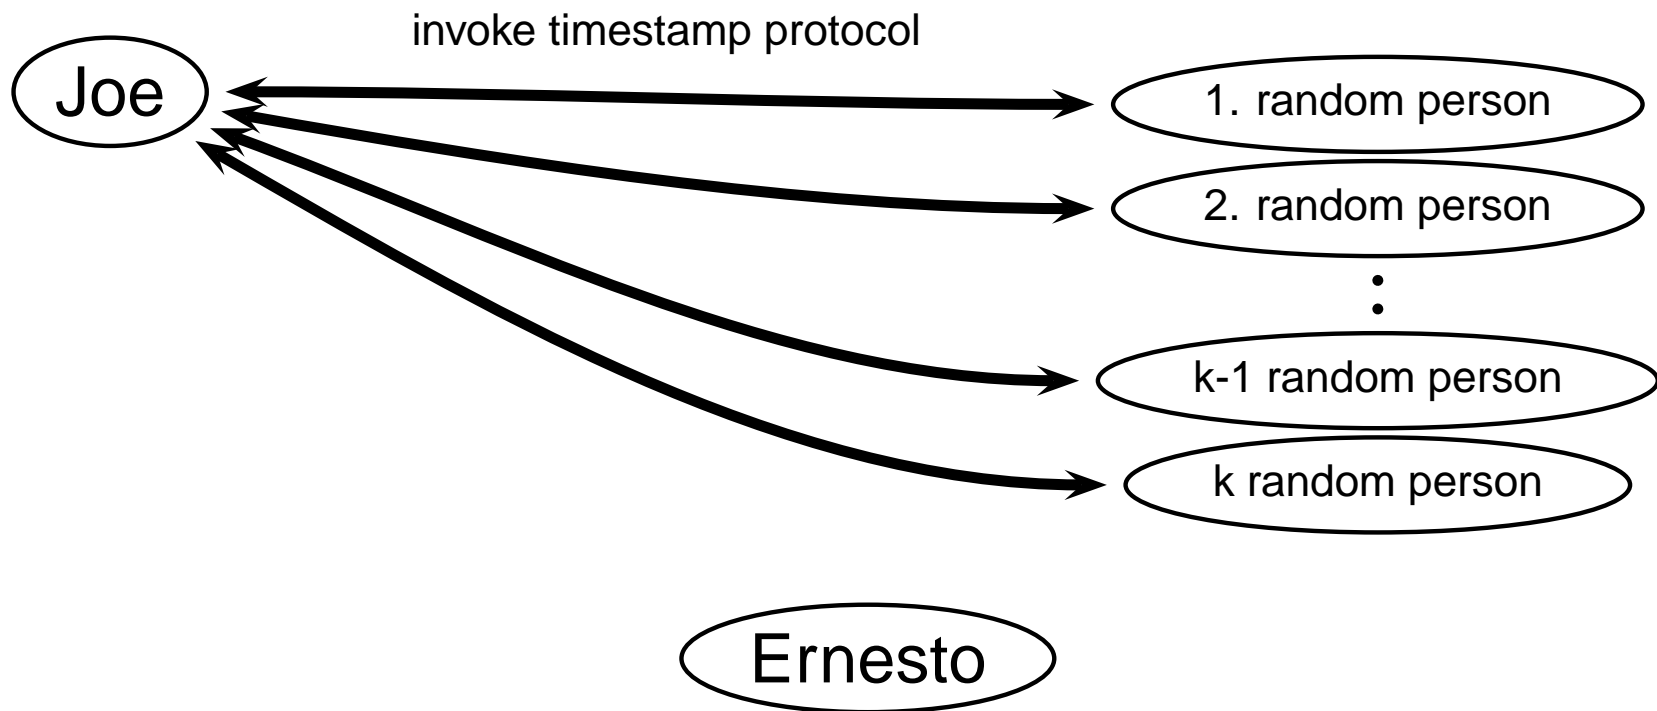 invoke timestamp protocol
Joe
1. random person
2. random person
k-1 random person
k random person
Ernesto